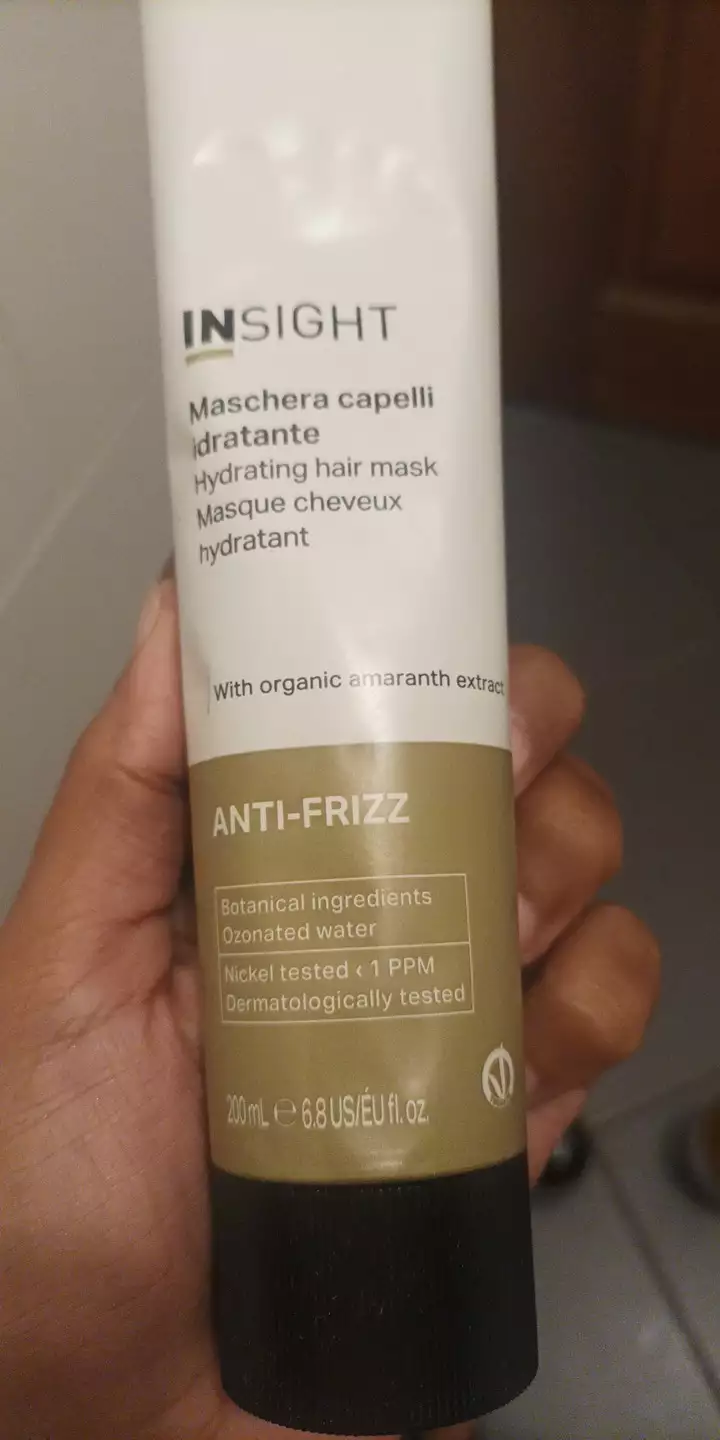 INSIGHT
Maschera capelli
idratante
Hydrating hair mask
Masque cheveux
hydratant
With organic amaranth extract
ANTI-FRIZZ
Botanical ingredients
Ozonated water
Nickel tested < 1 PPM
Dermatologically tested
200 mL ℮ 6.8 US/ÉU fl. oz.